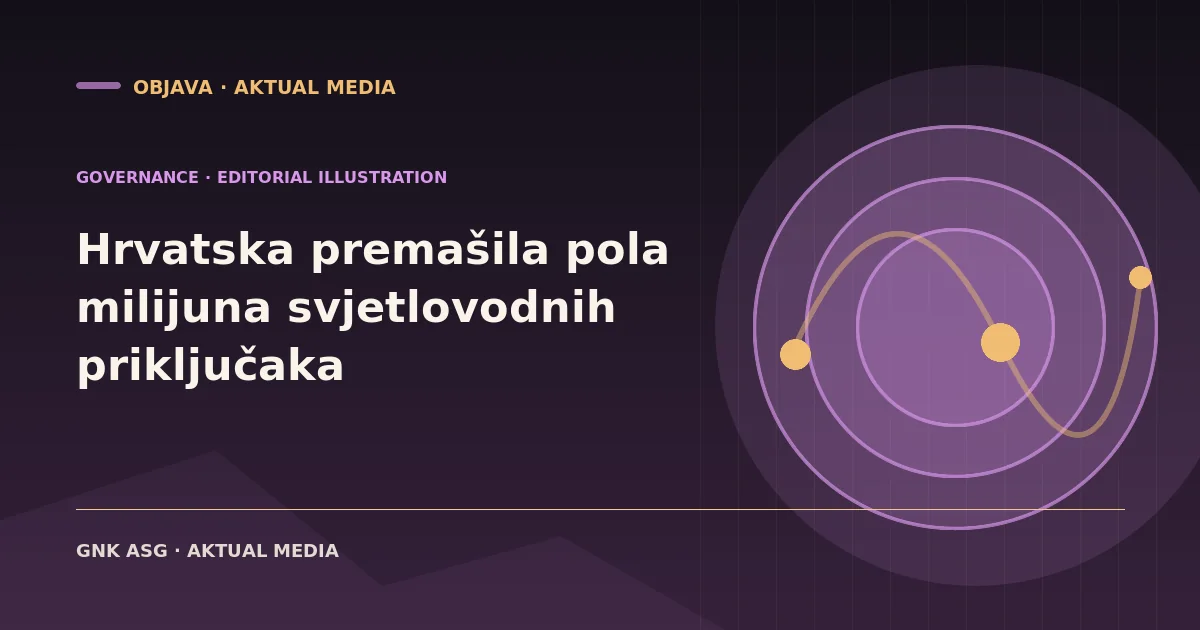 OBJAVA · AKTUAL MEDIA
GOVERNANCE · EDITORIAL ILLUSTRATION
Hrvatska premašila pola
milijuna svjetlovodnih
priključaka
GNK ASG · AKTUAL MEDIA